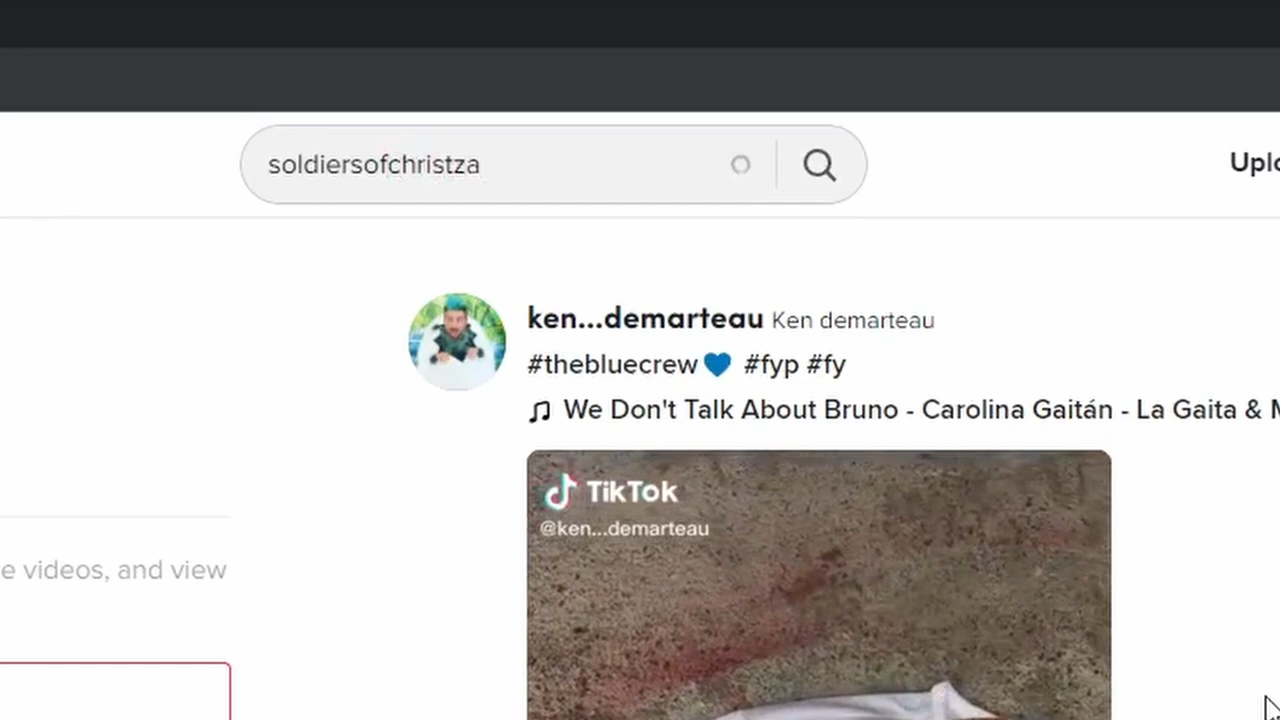 soldiersofchristza
Uplo
ken...demarteau Ken demarteau
#thebluecrew💙 #fyp #fy
We Don't Talk About Bruno - Carolina Gaitán - La Gaita & M
TikTok
@ken...demarteau
e videos, and view